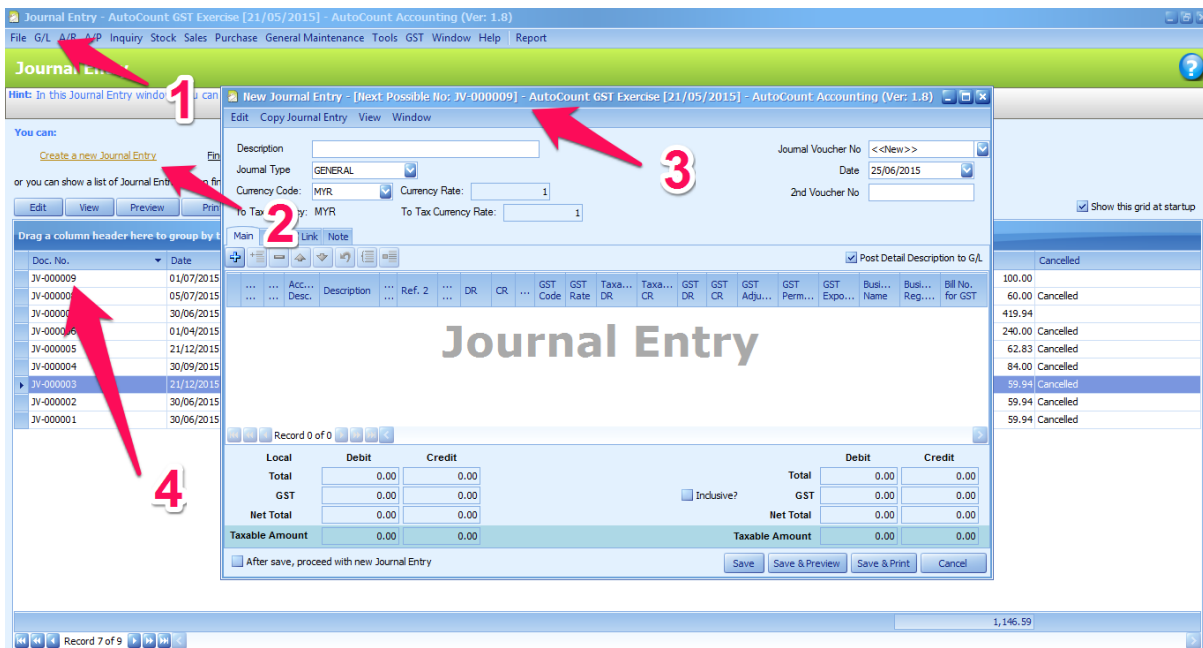 Journal Entry - AutoCount GST Exercise [21/05/2015] - AutoCount Accounting (Ver: 1.8)
File G/L A/R A/P Inquiry Stock Sales Purchase General Maintenance Tools GST Window Help Report
Journal
Hint: In this Journal Entry window you can
1
You can:
Create a new Journal Entry
Fin
or you can show a list of Journal Ent
Edit View Preview Prin
Show this grid at startup
Drag a column header here to group by t
Doc. No. Date Cancelled
JV-000009 01/07/2015 100.00
05/07/2015 60.00 Cancelled
30/06/2015 419.94
01/04/2015 240.00 Cancelled
JV-000005 21/12/2015 62.83 Cancelled
JV-000004 30/09/2015 84.00 Cancelled
JV-000003 21/12/2015 59.94 Cancelled
JV-000002 30/06/2015 59.94 Cancelled
JV-000001 30/06/2015 59.94 Cancelled
2
4
1,146.59
Record 7 of 9
New Journal Entry - [Next Possible No: JV-000009] - AutoCount GST Exercise [21/05/2015] - AutoCount Accounting (Ver: 1.8)
Edit Copy Journal Entry View Window
3
Description Journal Voucher No <<New>>
Journal Type GENERAL Date 25/06/2015
Currency Code: MYR Currency Rate: 1 2nd Voucher No
To Tax y: MYR To Tax Currency Rate: 1
Main Link Note
Post Detail Description to G/L
... ... Acc... Desc. Description ... ... Ref. 2 ... ... DR CR ... GST Code GST Rate Taxa... DR Taxa... CR GST DR GST CR GST Adju... GST Perm... GST Expo... Busi... Name Busi... Reg.... Bill No. for GST
Journal Entry
Record 0 of 0
Local Debit Credit Debit Credit
Total 0.00 0.00 Total 0.00 0.00
GST 0.00 0.00 Inclusive? GST 0.00 0.00
Net Total 0.00 0.00 Net Total 0.00 0.00
Taxable Amount 0.00 0.00 Taxable Amount 0.00 0.00
After save, proceed with new Journal Entry
Save Save & Preview Save & Print Cancel